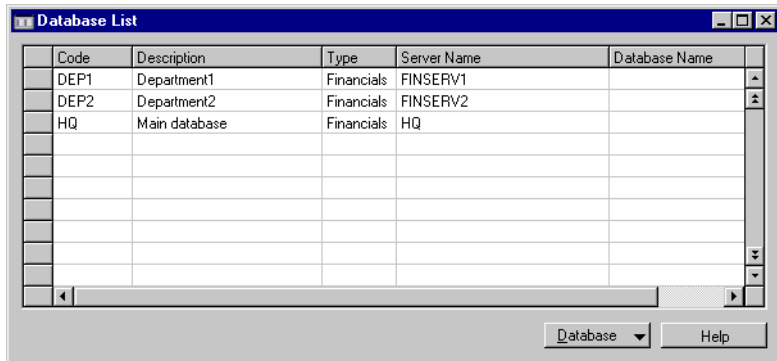 Database List
Code Description Type Server Name Database Name
DEP1 Department1 Financials FINSERV1
DEP2 Department2 Financials FINSERV2
HQ Main database Financials HQ
Database Help